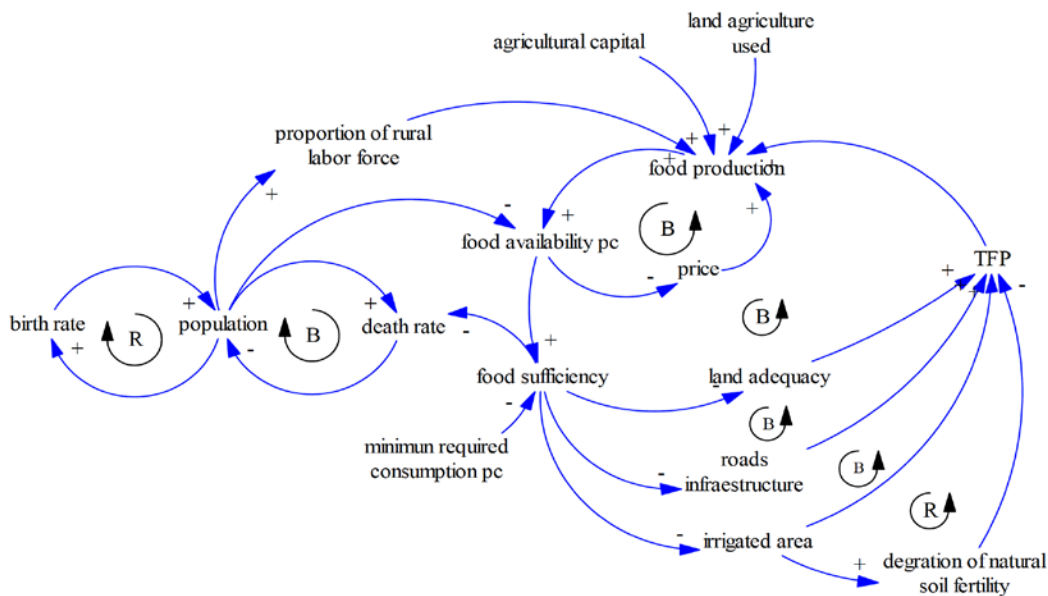 land agriculture
used
agricultural capital
proportion of rural
labor force
+
+
+
+
food production
+
+
+
-
+
food availability pc
B
-
price
TFP
+
+
-
birth rate
+
R
+
population
-
B
+
death rate
-
B
+
food sufficiency
-
land adequacy
-
minimun required
consumption pc
B
roads
infraestructure
-
B
R
-
irrigated area
+
degration of natural
soil fertility